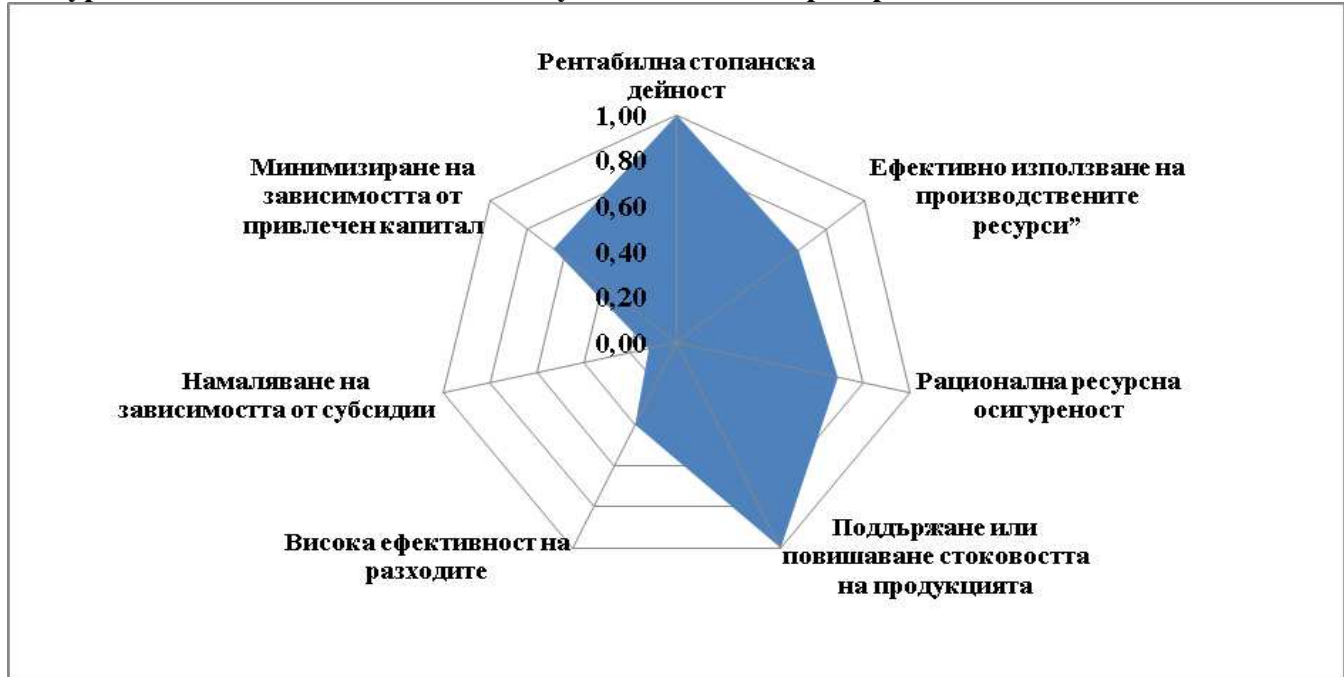 Рентабилна стопанска
дейност
1,00
0,80
0,60
0,40
0,20
0,00
Ефективно използване на
производствените
ресурси”
Рационална ресурсна
осигуреност
Поддържане или
повишаване стоковостта
на продукцията
Висока ефективност на
разходите
Намаляване на
зависимостта от субсидии
Минимизиране на
зависимостта от
привлечен капитал